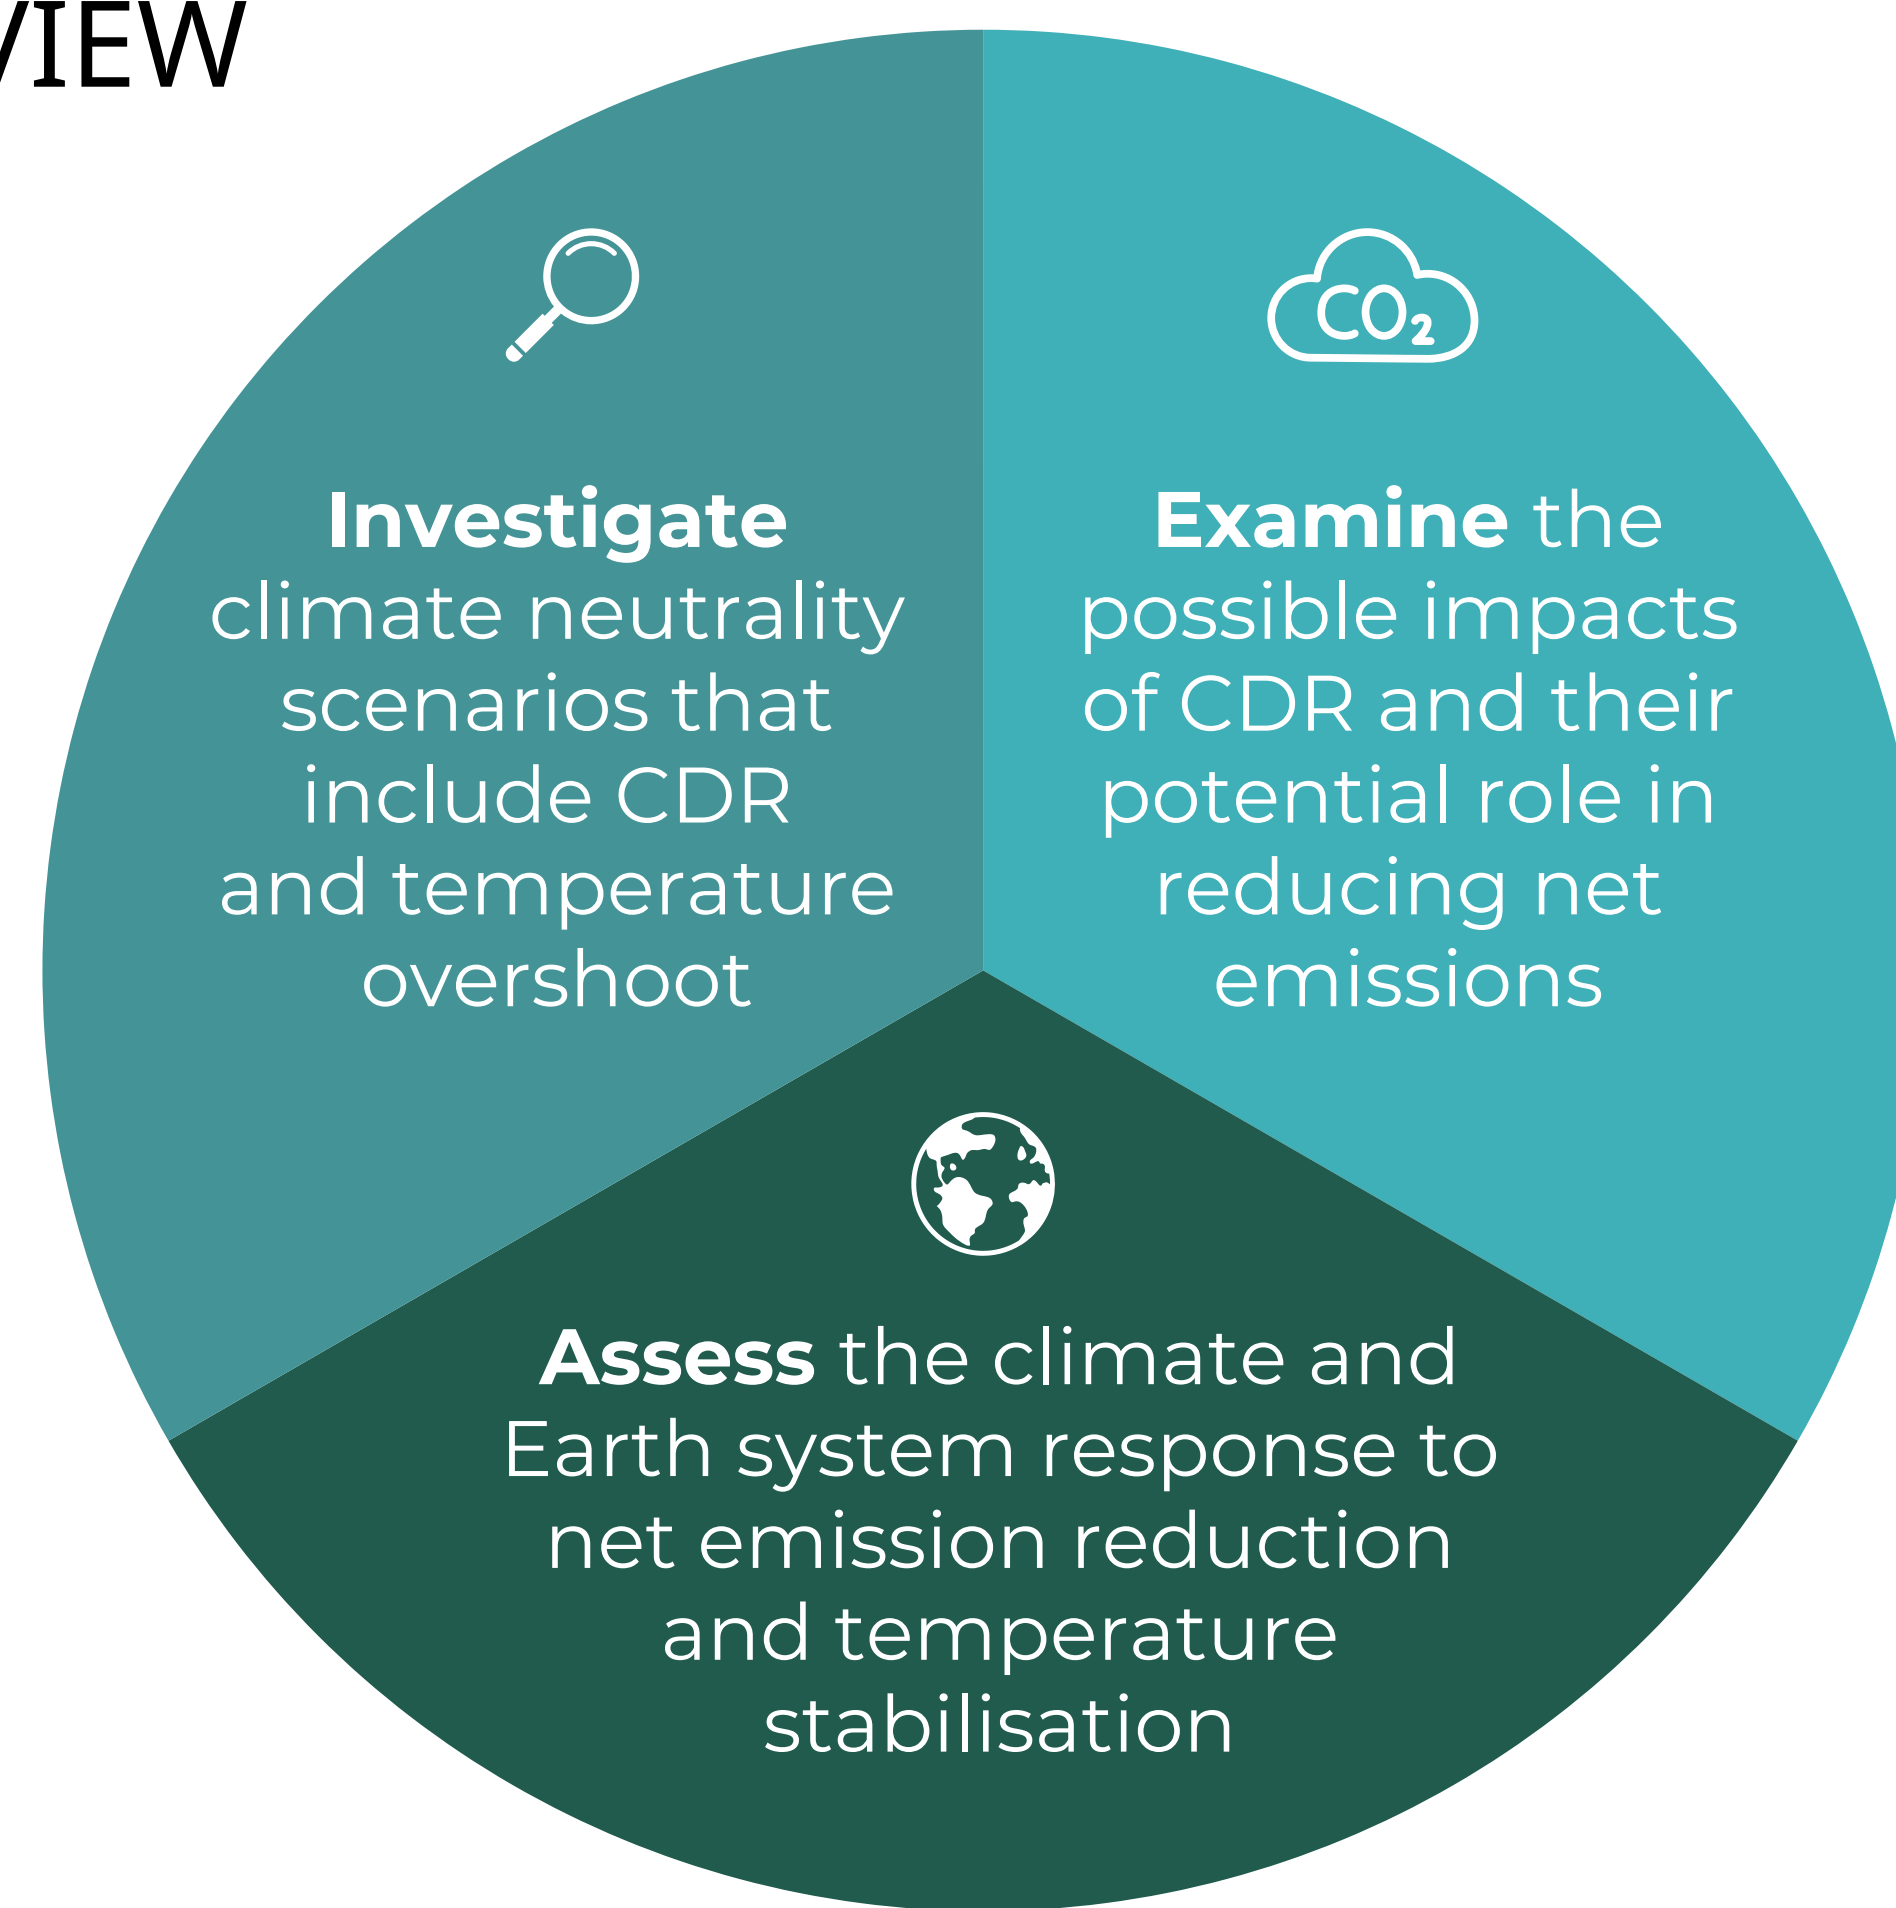 VIEW
Investigate
climate neutrality
scenarios that
include CDR
and temperature
overshoot
CO2
Examine the
possible impacts
of CDR and their
potential role in
reducing net
emissions
Assess the climate and
Earth system response to
net emission reduction
and temperature
stabilisation